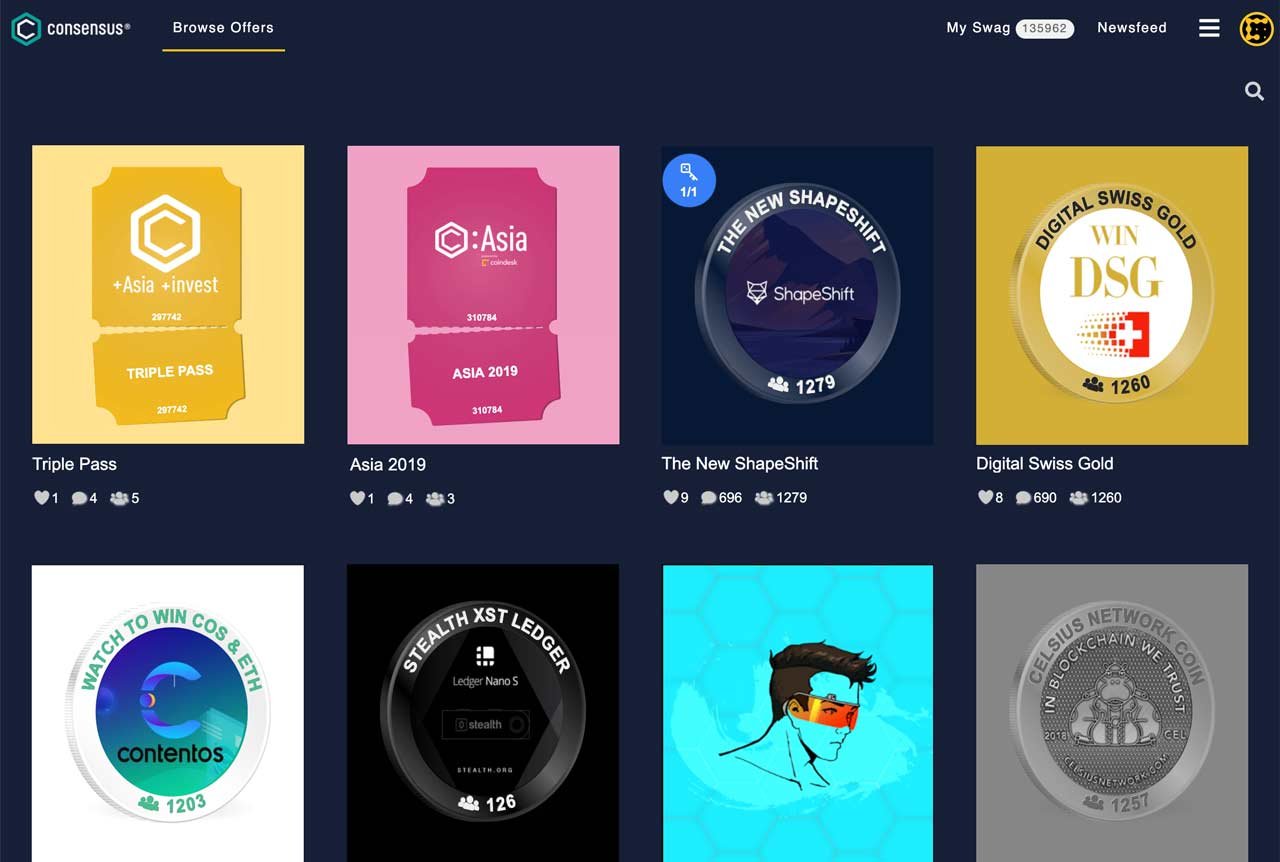 consensus®
Browse Offers
My Swag 135962
Newsfeed
+Asia +invest
297742
TRIPLE PASS
297742
:Asia
coindesk
310784
ASIA 2019
310784
1/1
THE NEW SHAPESHIFT
ShapeShift
1279
DIGITAL SWISS GOLD
WIN
DSG
1260
Triple Pass
1 4 5
Asia 2019
1 4 3
The New ShapeShift
9 696 1279
Digital Swiss Gold
8 690 1260
WATCH TO WIN COS & ETH
contentos
1203
STEALTH XST LEDGER
Ledger Nano S
stealth
STEALTH.ORG
126
CELSIUS NETWORK COIN
IN BLOCKCHAIN WE TRUST
2018 CEL
CELSIUSNETWORK.COM
1257